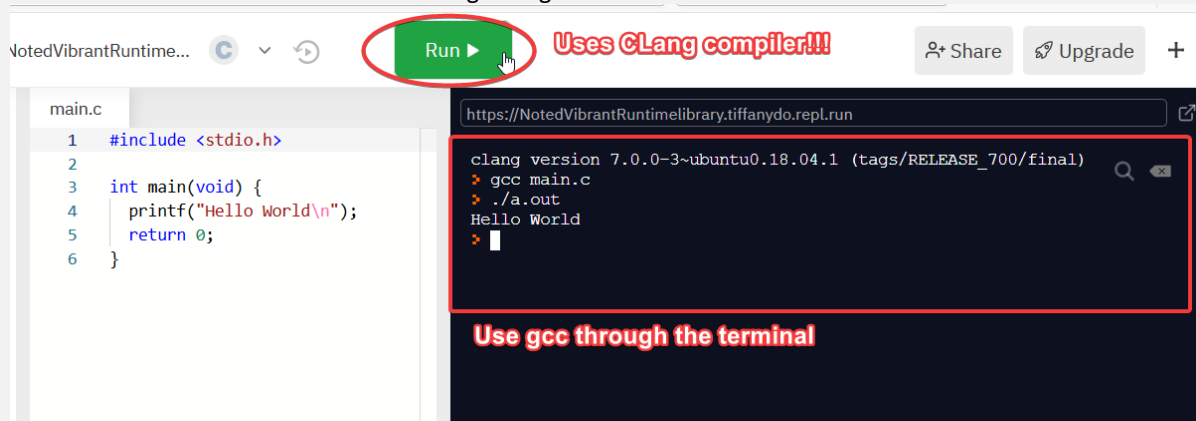 NotedVibrantRuntime... C Run Uses CLang compiler!!! Share Upgrade +
main.c
https://NotedVibrantRuntimelibrary.tiffanydo.repl.run
1 #include <stdio.h>
2
3 int main(void) {
4 printf("Hello World\n");
5 return 0;
6 }
clang version 7.0.0-3~ubuntu0.18.04.1 (tags/RELEASE_700/final)
> gcc main.c
> ./a.out
Hello World
>
Use gcc through the terminal